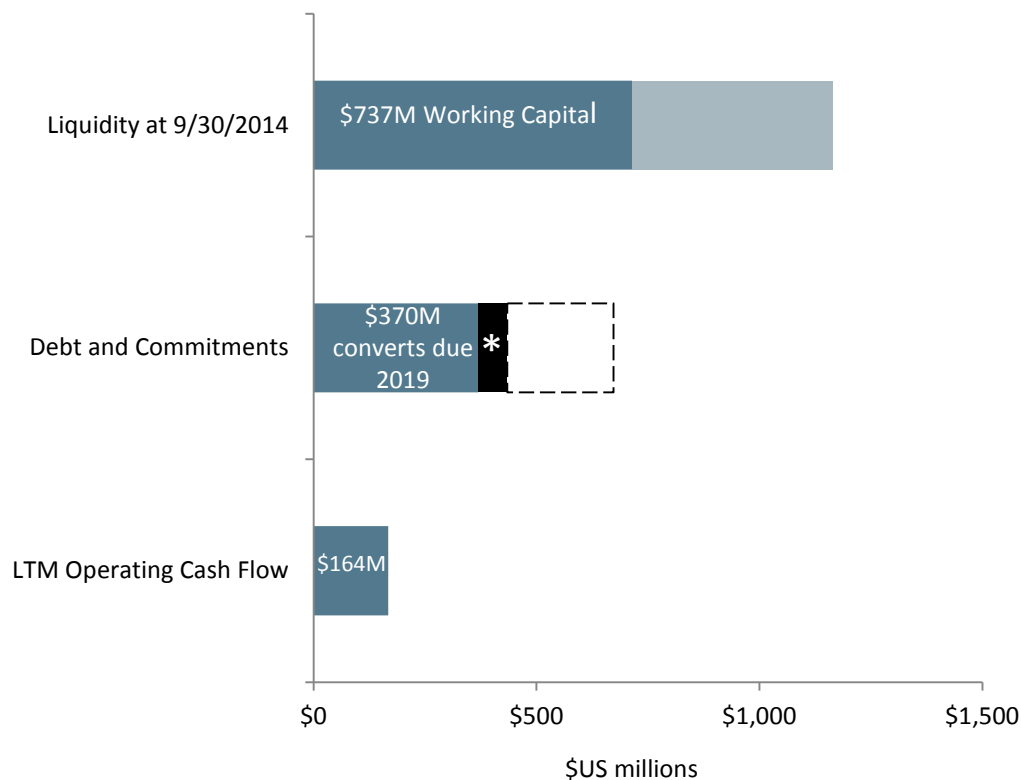 Liquidity at 9/30/2014
$737M Working Capital
Debt and Commitments
$370M
converts due
2019
*
LTM Operating Cash Flow
$164M
$0
$500
$1,000
$1,500
$US millions